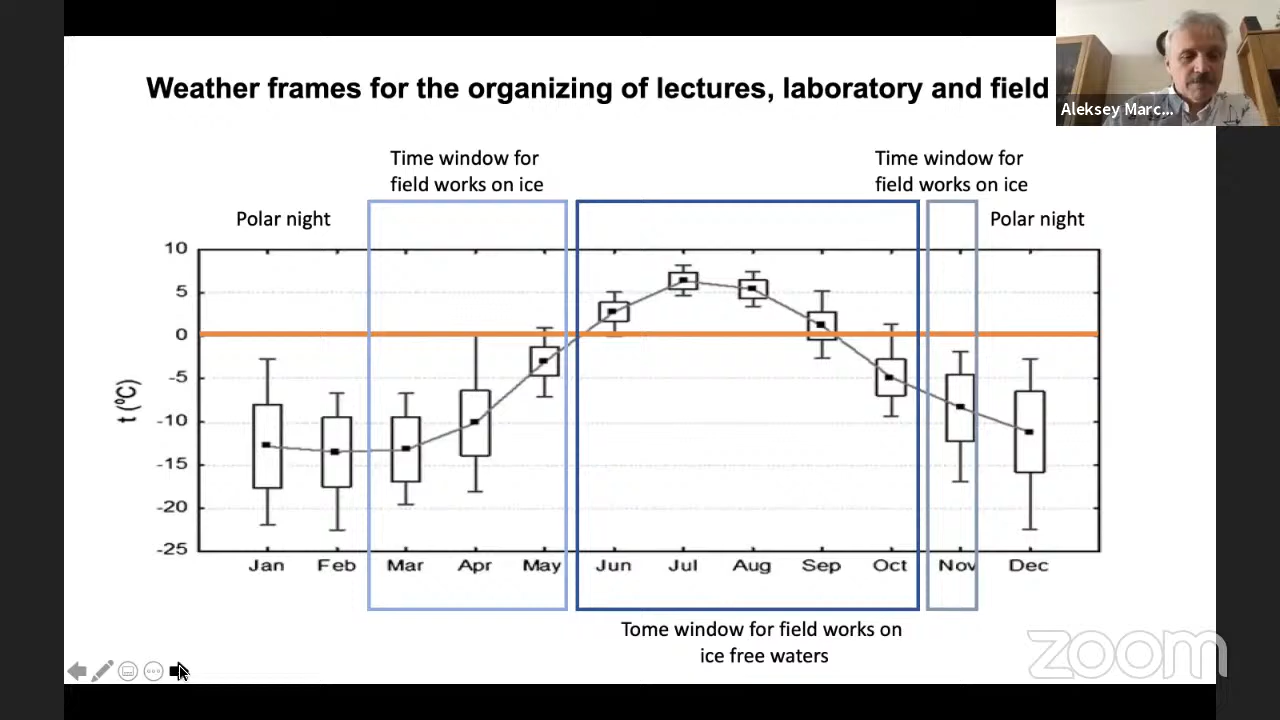 Weather frames for the organizing of lectures, laboratory and field
Aleksey Marc...
Time window for
field works on ice
Time window for
field works on ice
Polar night
Polar night
10
5
0
-5
-10
-15
-20
-25
t (⁰C)
Jan Feb Mar Apr May Jun Jul Aug Sep Oct Nov Dec
Tome window for field works on
ice free waters
zoom